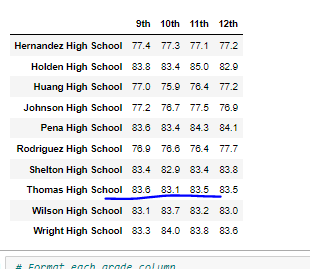 9th 10th 11th 12th
Hernandez High School 77.4 77.3 77.1 77.2
Holden High School 83.8 83.4 85.0 82.9
Huang High School 77.0 75.9 76.4 77.2
Johnson High School 77.2 76.7 77.5 76.9
Pena High School 83.6 83.4 84.3 84.1
Rodriguez High School 76.9 76.6 76.4 77.7
Shelton High School 83.4 82.9 83.4 83.8
Thomas High School 83.6 83.1 83.5 83.5
Wilson High School 83.1 83.7 83.2 83.0
Wright High School 83.3 84.0 83.8 83.6
# Format each grade column